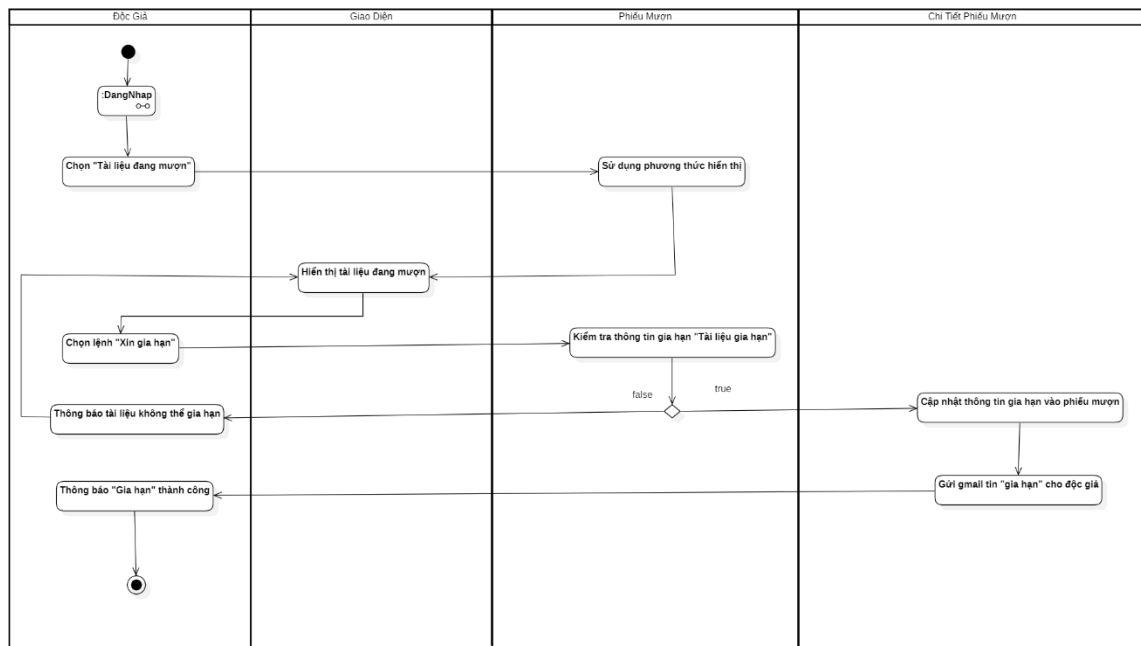 Độc Giả
Giao Diện
Phiếu Mượn
Chi Tiết Phiếu Mượn
:DangNhap
Chọn "Tài liệu đang mượn"
Sử dụng phương thức hiển thị
Hiển thị tài liệu đang mượn
Chọn lệnh "Xin gia hạn"
Kiểm tra thông tin gia hạn "Tài liệu gia hạn"
false
true
Thông báo tài liệu không thể gia hạn
Cập nhật thông tin gia hạn vào phiếu mượn
Thông báo "Gia hạn" thành công
Gửi gmail tin "gia hạn" cho độc giả